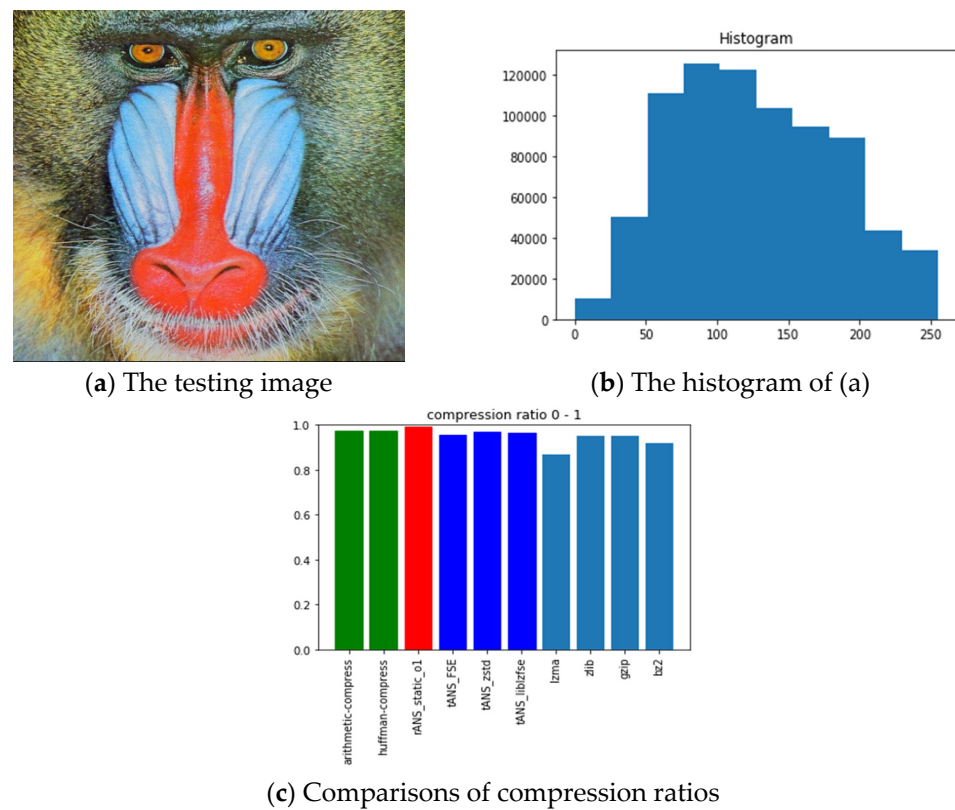 Histogram
120000
100000
80000
60000
40000
20000
0
0 50 100 150 200 250
(a) The testing image
(b) The histogram of (a)
compression ratio 0 - 1
1.0
0.8
0.6
0.4
0.2
0.0
arithmetic-compress
huffman-compress
rANS_static_o1
tANS_FSE
tANS_zstd
tANS_liblzfse
lzma
zlib
gzip
bz2
(c) Comparisons of compression ratios